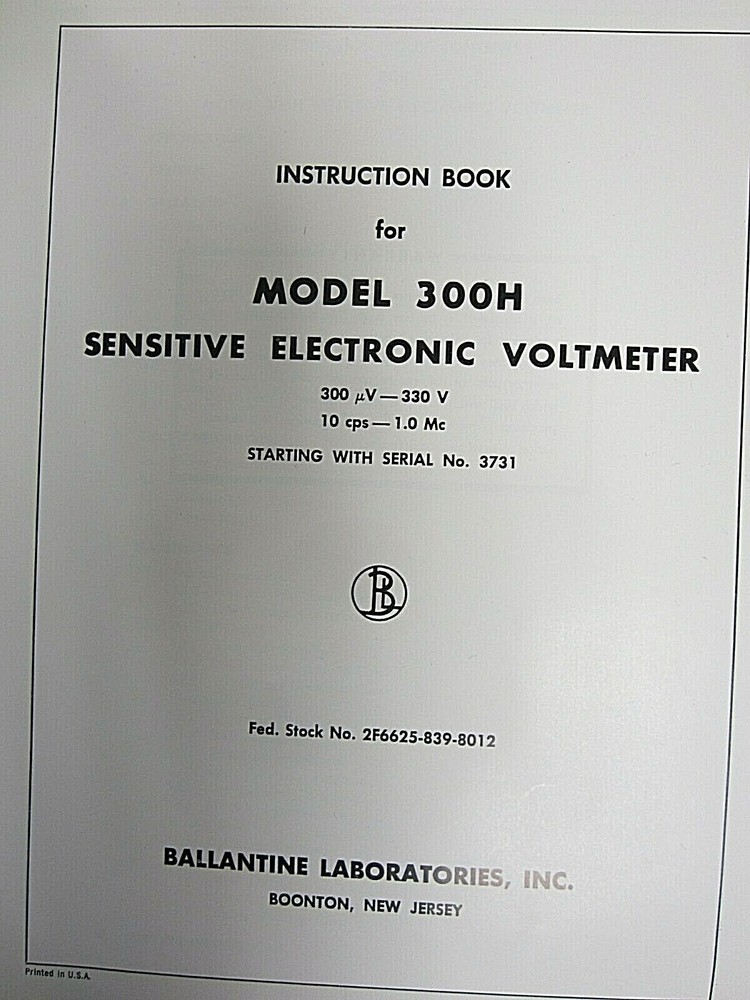 INSTRUCTION BOOK
for
MODEL 300H
SENSITIVE ELECTRONIC VOLTMETER
300 μV — 330 V
10 cps — 1.0 Mc
STARTING WITH SERIAL No. 3731
BL
Fed. Stock No. 2F6625-839-8012
BALLANTINE LABORATORIES, INC.
BOONTON, NEW JERSEY
Printed in U.S.A.